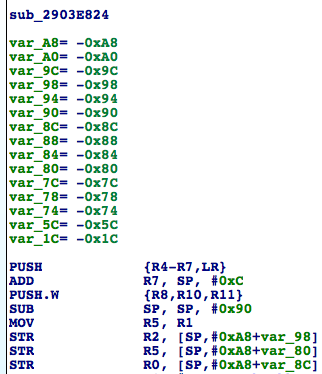 sub_2903E824
var_A8= -0xA8
var_A0= -0xA0
var_9C= -0x9C
var_98= -0x98
var_94= -0x94
var_90= -0x90
var_8C= -0x8C
var_88= -0x88
var_84= -0x84
var_80= -0x80
var_7C= -0x7C
var_78= -0x78
var_74= -0x74
var_5C= -0x5C
var_1C= -0x1C
PUSH {R4-R7,LR}
ADD R7, SP, #0xC
PUSH.W {R8,R10,R11}
SUB SP, SP, #0x90
MOV R5, R1
STR R2, [SP,#0xA8+var_98]
STR R5, [SP,#0xA8+var_80]
STR R0, [SP,#0xA8+var_8C]